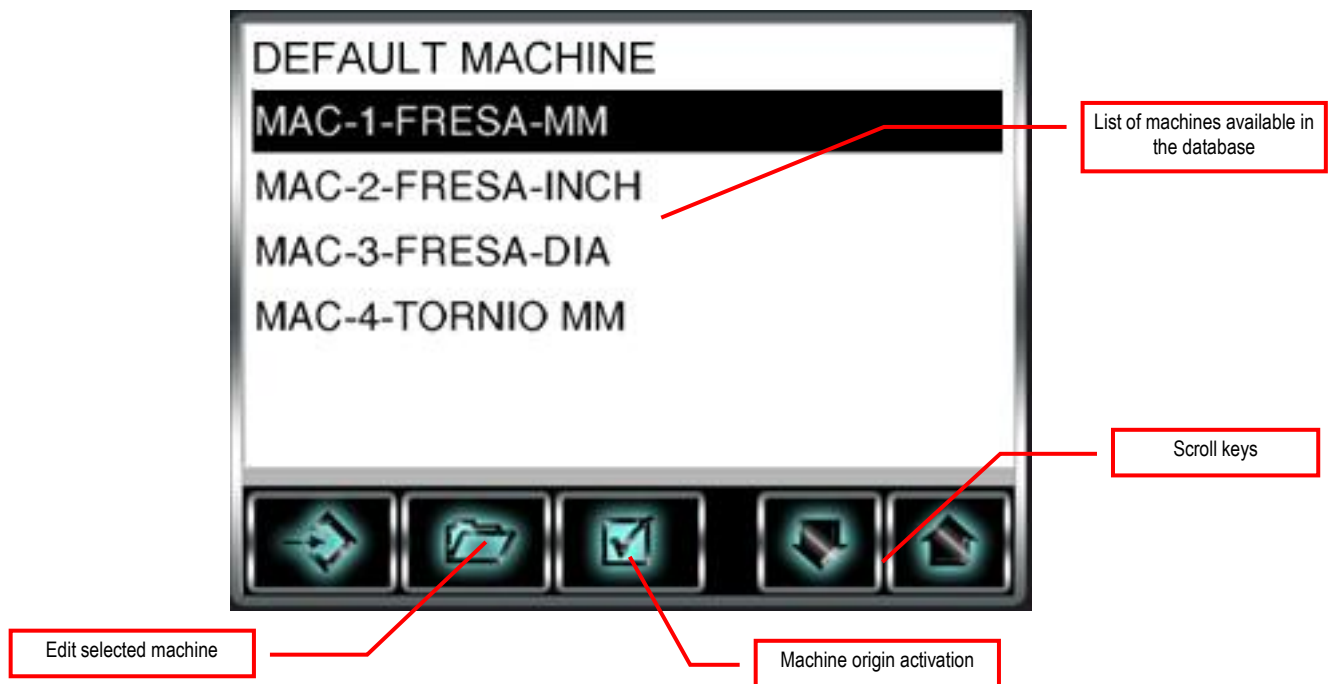 DEFAULT MACHINE
MAC-1-FRESA-MM
MAC-2-FRESA-INCH
MAC-3-FRESA-DIA
MAC-4-TORNIO MM
List of machines available in
the database
Scroll keys
Edit selected machine
Machine origin activation